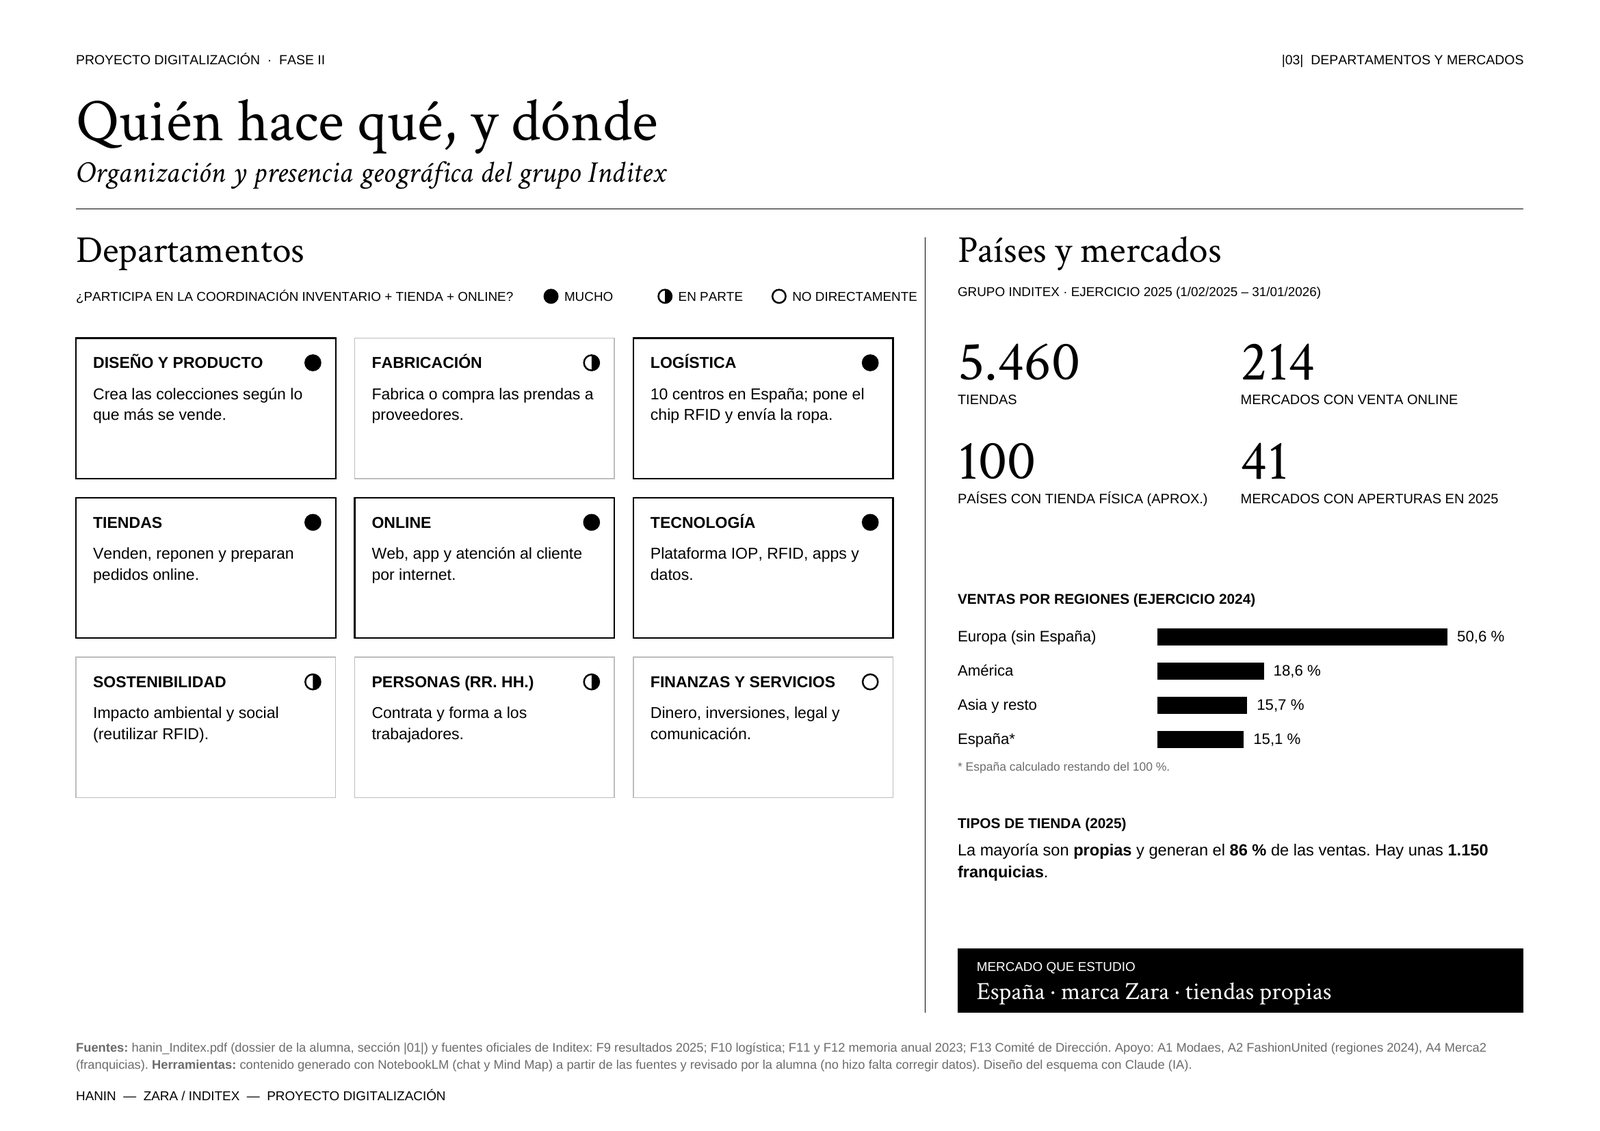 PROYECTO DIGITALIZACIÓN · FASE II
|03| DEPARTAMENTOS Y MERCADOS
Quién hace qué, y dónde
Organización y presencia geográfica del grupo Inditex
Departamentos
¿PARTICIPA EN LA COORDINACIÓN INVENTARIO + TIENDA + ONLINE?
MUCHO
EN PARTE
NO DIRECTAMENTE
DISEÑO Y PRODUCTO
Crea las colecciones según lo
que más se vende.
FABRICACIÓN
Fabrica o compra las prendas a
proveedores.
LOGÍSTICA
10 centros en España; pone el
chip RFID y envía la ropa.
TIENDAS
Venden, reponen y preparan
pedidos online.
ONLINE
Web, app y atención al cliente
por internet.
TECNOLOGÍA
Plataforma IOP, RFID, apps y
datos.
SOSTENIBILIDAD
Impacto ambiental y social
(reutilizar RFID).
PERSONAS (RR. HH.)
Contrata y forma a los
trabajadores.
FINANZAS Y SERVICIOS
Dinero, inversiones, legal y
comunicación.
Países y mercados
GRUPO INDITEX · EJERCICIO 2025 (1/02/2025 – 31/01/2026)
5.460
TIENDAS
214
MERCADOS CON VENTA ONLINE
100
PAÍSES CON TIENDA FÍSICA (APROX.)
41
MERCADOS CON APERTURAS EN 2025
VENTAS POR REGIONES (EJERCICIO 2024)
Europa (sin España) 50,6 %
América 18,6 %
Asia y resto 15,7 %
España* 15,1 %
* España calculado restando del 100 %.
TIPOS DE TIENDA (2025)
La mayoría son propias y generan el 86 % de las ventas. Hay unas 1.150
franquicias.
MERCADO QUE ESTUDIO
España · marca Zara · tiendas propias
Fuentes: hanin_Inditex.pdf (dossier de la alumna, sección |01|) y fuentes oficiales de Inditex: F9 resultados 2025; F10 logística; F11 y F12 memoria anual 2023; F13 Comité de Dirección. Apoyo: A1 Modaes, A2 FashionUnited (regiones 2024), A4 Merca2
(franquicias). Herramientas: contenido generado con NotebookLM (chat y Mind Map) a partir de las fuentes y revisado por la alumna (no hizo falta corregir datos). Diseño del esquema con Claude (IA).
HANIN — ZARA / INDITEX — PROYECTO DIGITALIZACIÓN